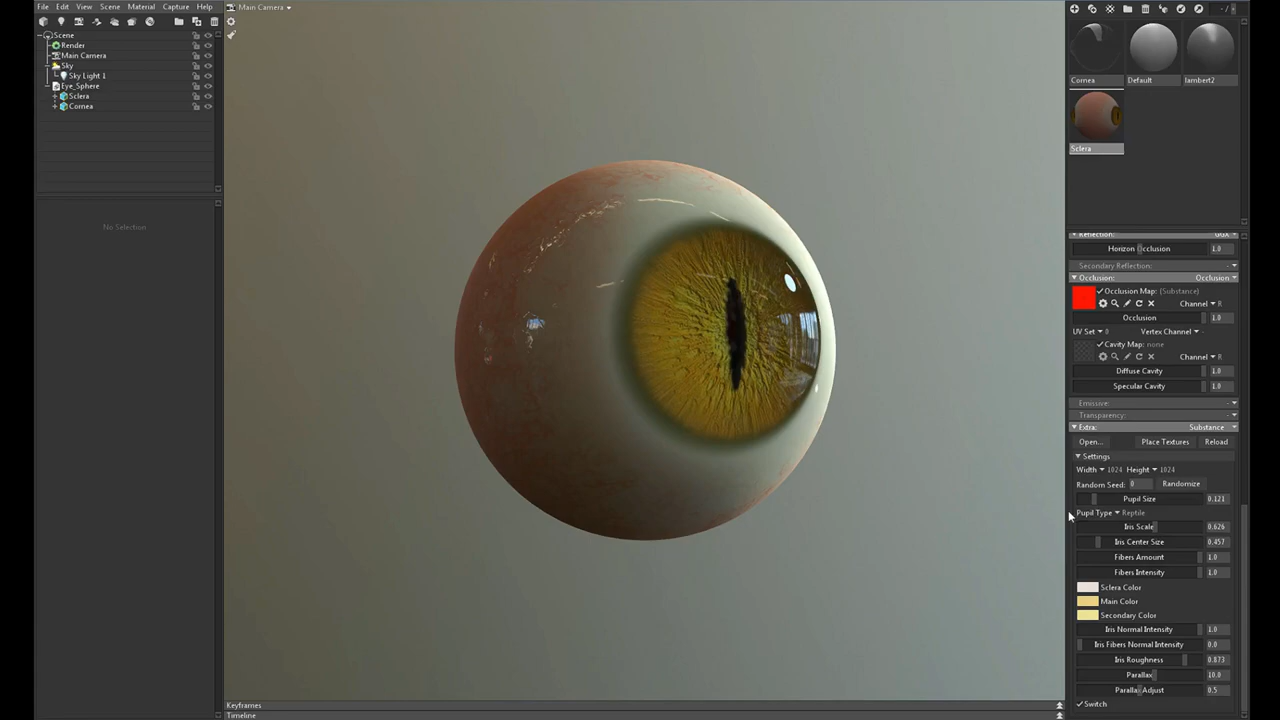 File Edit View Scene Material Capture Help
Main Camera
Scene
Render
Main Camera
Sky
Sky Light 1
Eye_Sphere
Sclera
Cornea
No Selection
Keyframes
Timeline
Cornea Default lambert2
Sclera
Reflection: GGX
Horizon Occlusion 1.0
Secondary Reflection:
Occlusion: Occlusion
Occlusion Map: (Substance)
Channel R
Occlusion 1.0
UV Set 0 Vertex Channel -
Cavity Map: none
Channel R
Diffuse Cavity 1.0
Specular Cavity 1.0
Emissive: -
Transparency: -
Extra: Substance
Open... Place Textures Reload
Settings
Width 1024 Height 1024
Random Seed: 0 Randomize
Pupil Size 0.121
Pupil Type Reptile
Iris Scale 0.626
Iris Center Size 0.457
Fibers Amount 1.0
Fibers Intensity 1.0
Sclera Color
Main Color
Secondary Color
Iris Normal Intensity 1.0
Iris Fibers Normal Intensity 0.0
Iris Roughness 0.873
Parallax 10.0
Parallax Adjust 0.5
Switch